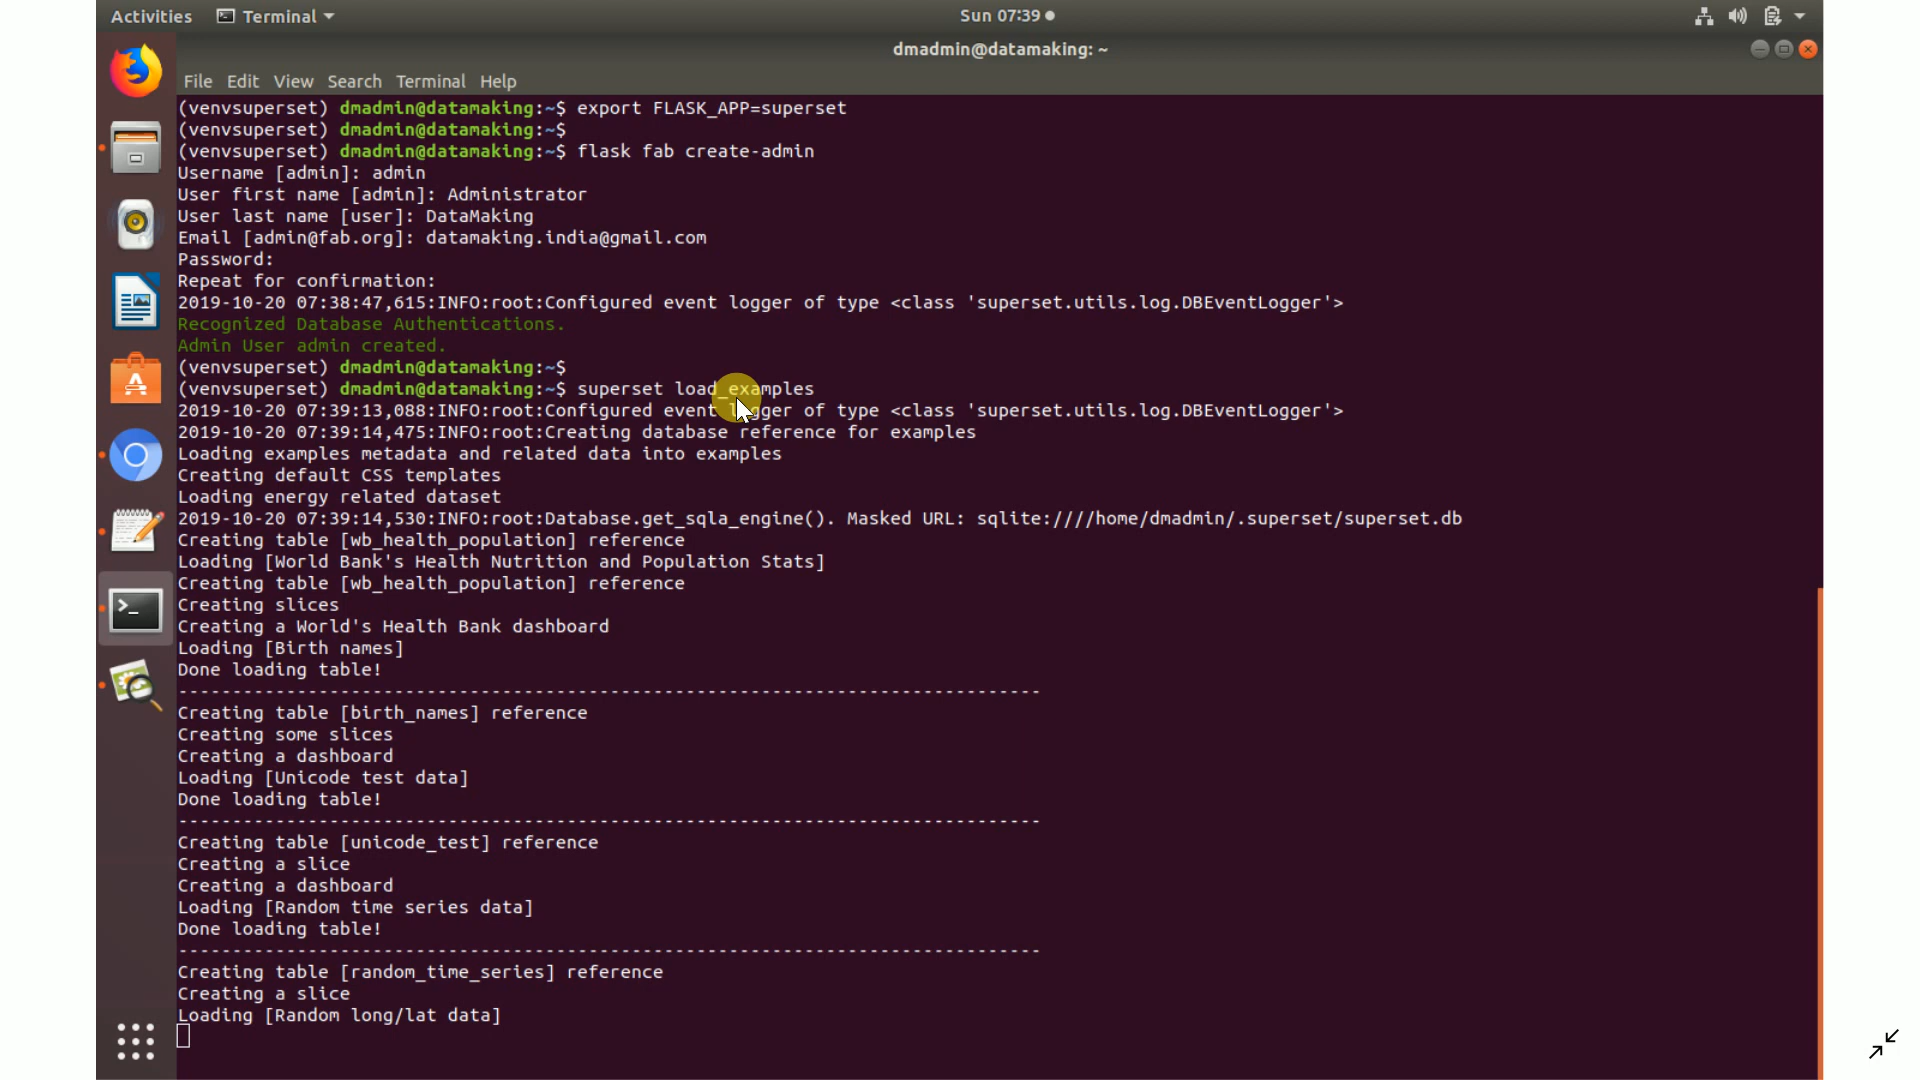 Activities Terminal Sun 07:39
dmadmin@datamaking: ~
File Edit View Search Terminal Help
(venvsuperset) dmadmin@datamaking:~$ export FLASK_APP=superset
(venvsuperset) dmadmin@datamaking:~$
(venvsuperset) dmadmin@datamaking:~$ flask fab create-admin
Username [admin]: admin
User first name [admin]: Administrator
User last name [user]: DataMaking
Email [admin@fab.org]: datamaking.india@gmail.com
Password:
Repeat for confirmation:
2019-10-20 07:38:47,615:INFO:root:Configured event logger of type <class 'superset.utils.log.DBEventLogger'>
Recognized Database Authentications.
Admin User admin created.
(venvsuperset) dmadmin@datamaking:~$
(venvsuperset) dmadmin@datamaking:~$ superset load_examples
2019-10-20 07:39:13,088:INFO:root:Configured event logger of type <class 'superset.utils.log.DBEventLogger'>
2019-10-20 07:39:14,475:INFO:root:Creating database reference for examples
Loading examples metadata and related data into examples
Creating default CSS templates
Loading energy related dataset
2019-10-20 07:39:14,530:INFO:root:Database.get_sqla_engine(). Masked URL: sqlite:////home/dmadmin/.superset/superset.db
Creating table [wb_health_population] reference
Loading [World Bank's Health Nutrition and Population Stats]
Creating table [wb_health_population] reference
Creating slices
Creating a World's Health Bank dashboard
Loading [Birth names]
Done loading table!
--------------------------------------------------------------------------------
Creating table [birth_names] reference
Creating some slices
Creating a dashboard
Loading [Unicode test data]
Done loading table!
--------------------------------------------------------------------------------
Creating table [unicode_test] reference
Creating a slice
Creating a dashboard
Loading [Random time series data]
Done loading table!
--------------------------------------------------------------------------------
Creating table [random_time_series] reference
Creating a slice
Loading [Random long/lat data]